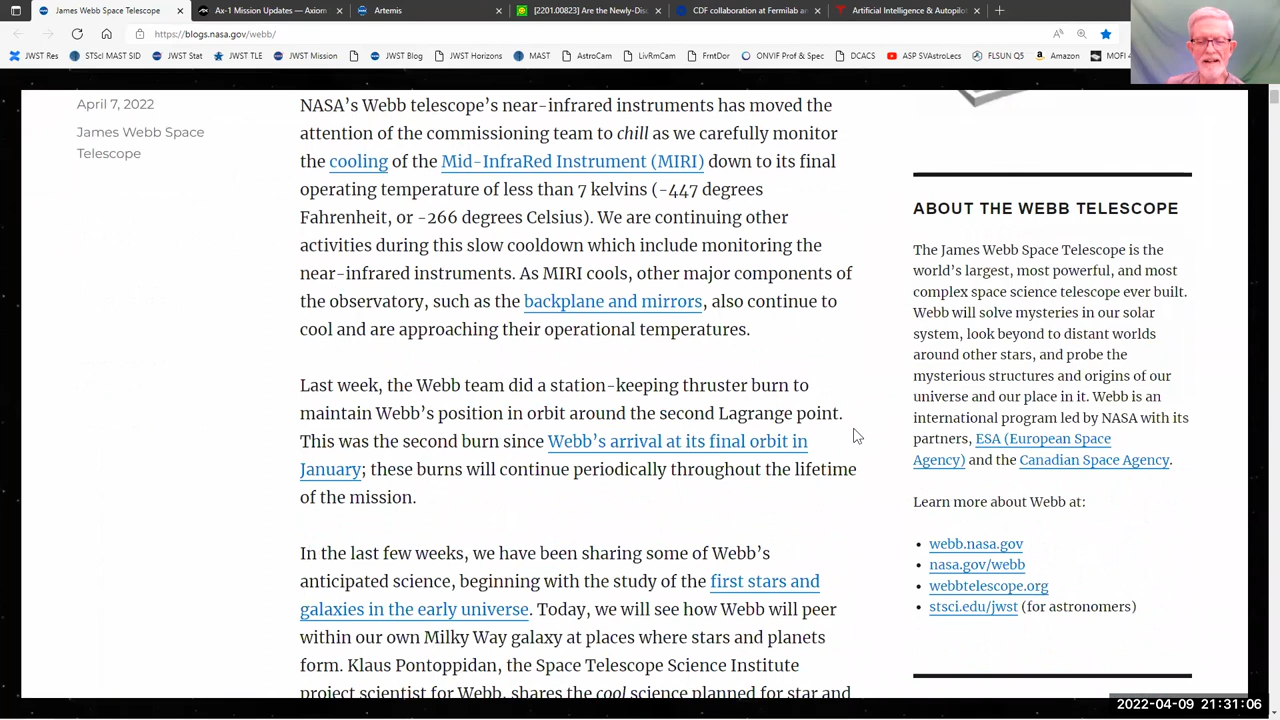 James Webb Space Telescope
Ax-1 Mission Updates — Axiom
Artemis
[2201.00823] Are the Newly-Disc
CDF collaboration at Fermilab an
Artificial Intelligence & Autopilot
https://blogs.nasa.gov/webb/
JWST Res
STScI MAST SID
JWST Stat
JWST TLE
JWST Mission
JWST Blog
JWST Horizons
MAST
AstroCam
LivRmCam
FrntDor
ONVIF Prof & Spec
DCACS
ASP SVAstroLecs
FLSUN Q5
Amazon
MOFI 4
April 7, 2022
James Webb Space
Telescope
NASA's Webb telescope's near-infrared instruments has moved the
attention of the commissioning team to chill as we carefully monitor
the cooling of the Mid-InfraRed Instrument (MIRI) down to its final
operating temperature of less than 7 kelvins (-447 degrees
Fahrenheit, or -266 degrees Celsius). We are continuing other
activities during this slow cooldown which include monitoring the
near-infrared instruments. As MIRI cools, other major components of
the observatory, such as the backplane and mirrors, also continue to
cool and are approaching their operational temperatures.
Last week, the Webb team did a station-keeping thruster burn to
maintain Webb's position in orbit around the second Lagrange point.
This was the second burn since Webb's arrival at its final orbit in
January; these burns will continue periodically throughout the lifetime
of the mission.
In the last few weeks, we have been sharing some of Webb's
anticipated science, beginning with the study of the first stars and
galaxies in the early universe. Today, we will see how Webb will peer
within our own Milky Way galaxy at places where stars and planets
form. Klaus Pontoppidan, the Space Telescope Science Institute
project scientist for Webb, shares the cool science planned for star and
ABOUT THE WEBB TELESCOPE
The James Webb Space Telescope is the
world's largest, most powerful, and most
complex space science telescope ever built.
Webb will solve mysteries in our solar
system, look beyond to distant worlds
around other stars, and probe the
mysterious structures and origins of our
universe and our place in it. Webb is an
international program led by NASA with its
partners, ESA (European Space
Agency) and the Canadian Space Agency.
Learn more about Webb at:
webb.nasa.gov
nasa.gov/webb
webbtelescope.org
stsci.edu/jwst (for astronomers)
2022-04-09 21:31:06